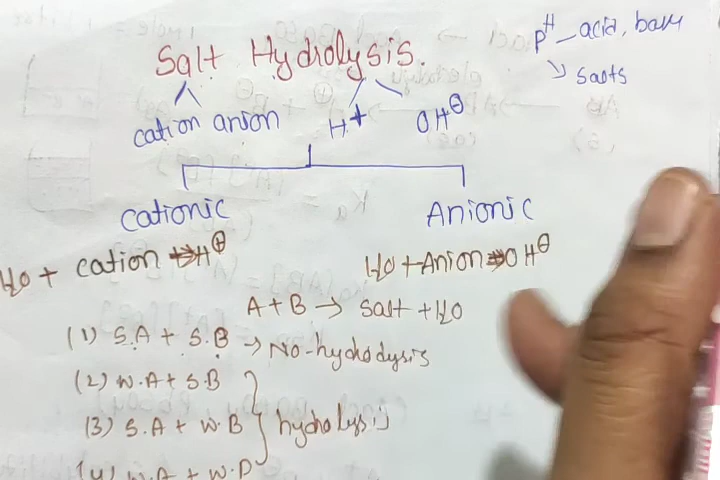 Salt Hydrolysis.
pH - acid, base
salts
cation anion H+ OH⊖
Cationic Anionic
H2O + cation → H⊕ H2O + Anion → OH⊖
A + B → Salt + H2O
(1) S.A + S.B → No-hydrolysis
(2) W.A + S.B
(3) S.A + W.B hydrolysis
(4) W.A + W.B